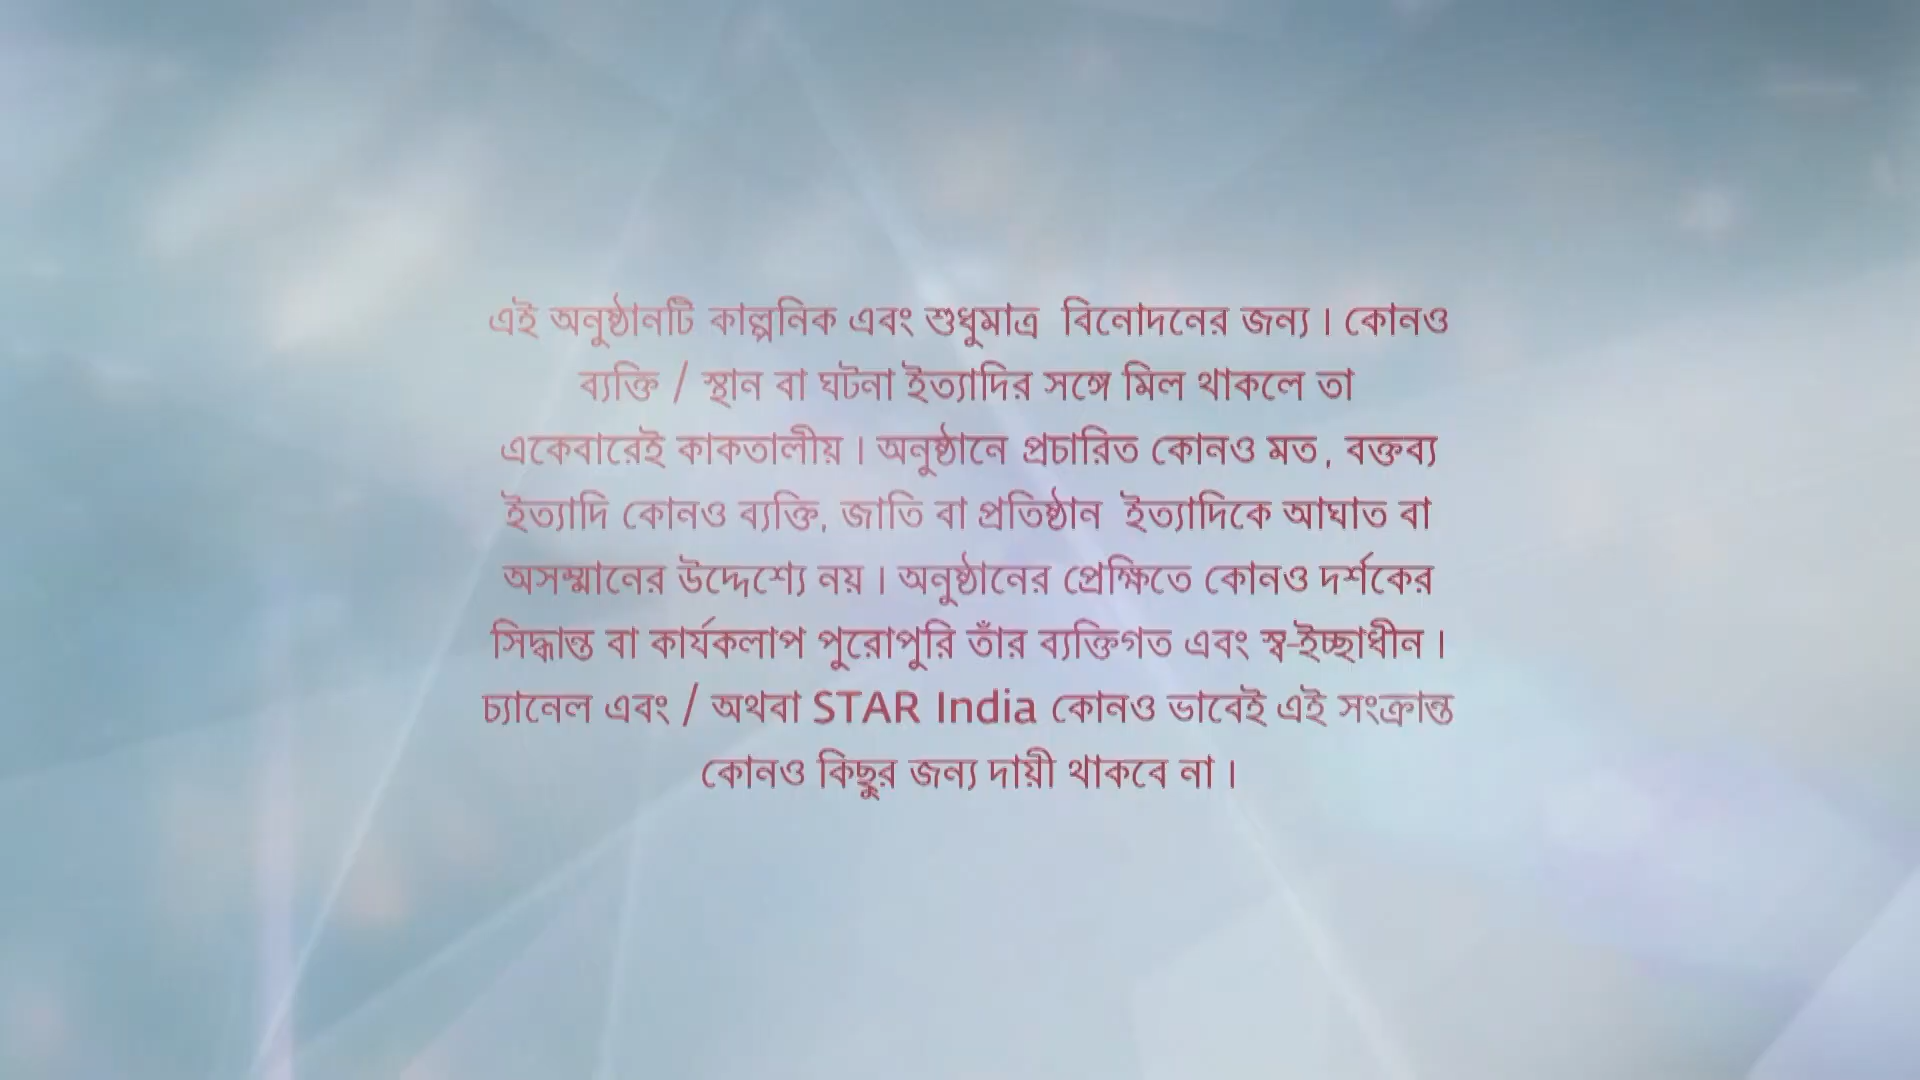 এই অনুষ্ঠানটি কাল্পনিক এবং শুধুমাত্র বিনোদনের জন্য । কোনও
ব্যক্তি / স্থান বা ঘটনা ইত্যাদির সঙ্গে মিল থাকলে তা
একেবারেই কাকতালীয় । অনুষ্ঠানে প্রচারিত কোনও মত, বক্তব্য
ইত্যাদি কোনও ব্যক্তি, জাতি বা প্রতিষ্ঠান ইত্যাদিকে আঘাত বা
অসম্মানের উদ্দেশ্যে নয় । অনুষ্ঠানের প্রেক্ষিতে কোনও দর্শকের
সিদ্ধান্ত বা কার্যকলাপ পুরোপুরি তাঁর ব্যক্তিগত এবং স্ব-ইচ্ছাধীন ।
চ্যানেল এবং / অথবা STAR India কোনও ভাবেই এই সংক্রান্ত
কোনও কিছুর জন্য দায়ী থাকবে না ।